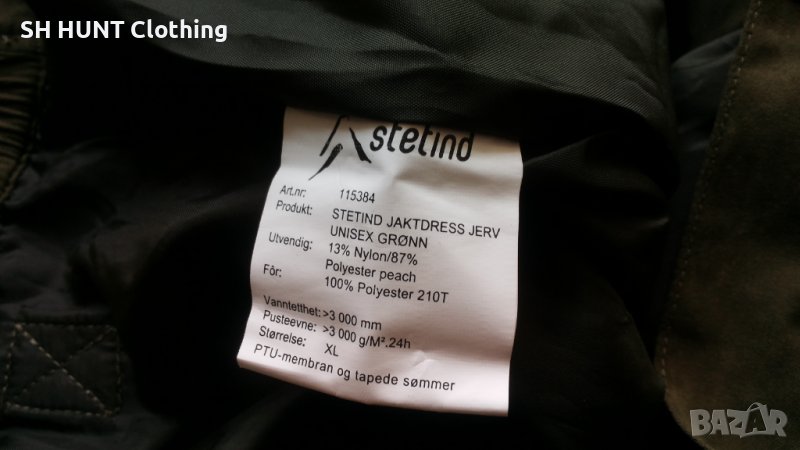 SH HUNT Clothing
stetind
Art.nr: 115384
Produkt: STETIND JAKTDRESS JERV
UNISEX GRØNN
Utvendig: 13% Nylon/87%
Polyester peach
Fôr: 100% Polyester 210T
Vanntetthet: >3 000 mm
Pusteevne: >3 000 g/M².24h
Størrelse: XL
PTU-membran og tapede sømmer
BAZAR